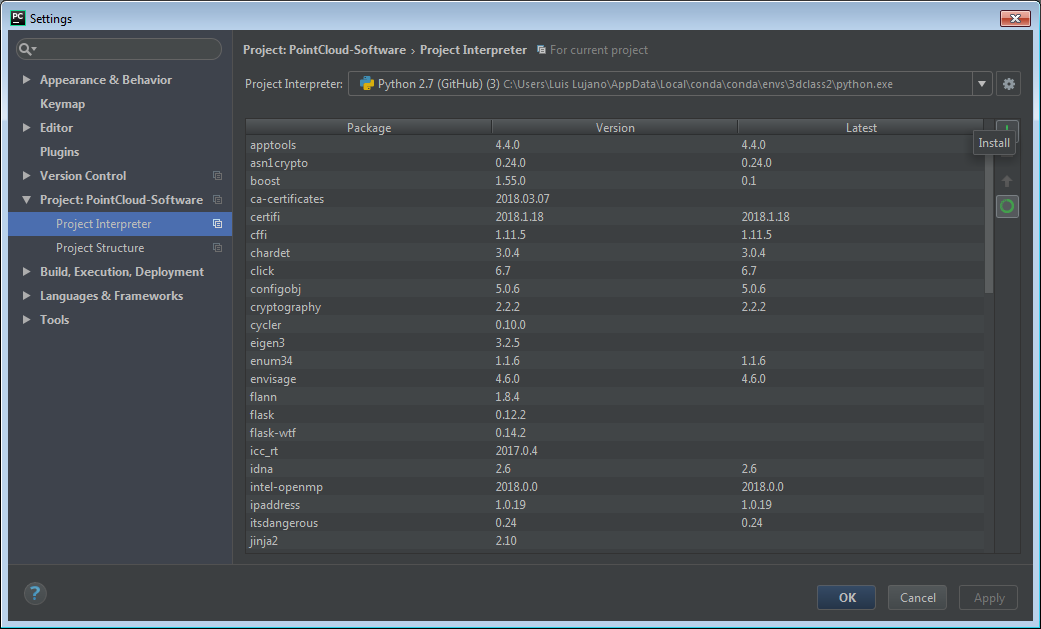 PC Settings
Project: PointCloud-Software › Project Interpreter For current project
Appearance & Behavior
Keymap
Editor
Plugins
Version Control
Project: PointCloud-Software
Project Interpreter
Project Structure
Build, Execution, Deployment
Languages & Frameworks
Tools
Project Interpreter: Python 2.7 (GitHub) (3) C:\Users\Luis Lujano\AppData\Local\conda\conda\envs\3dclass2\python.exe
Package Version Latest
Install
apptools 4.4.0 4.4.0
asn1crypto 0.24.0 0.24.0
boost 1.55.0 0.1
ca-certificates 2018.03.07
certifi 2018.1.18 2018.1.18
cffi 1.11.5 1.11.5
chardet 3.0.4 3.0.4
click 6.7 6.7
configobj 5.0.6 5.0.6
cryptography 2.2.2 2.2.2
cycler 0.10.0
eigen3 3.2.5
enum34 1.1.6 1.1.6
envisage 4.6.0 4.6.0
flann 1.8.4
flask 0.12.2
flask-wtf 0.14.2
icc_rt 2017.0.4
idna 2.6 2.6
intel-openmp 2018.0.0 2018.0.0
ipaddress 1.0.19 1.0.19
itsdangerous 0.24 0.24
jinja2 2.10
? OK Cancel Apply